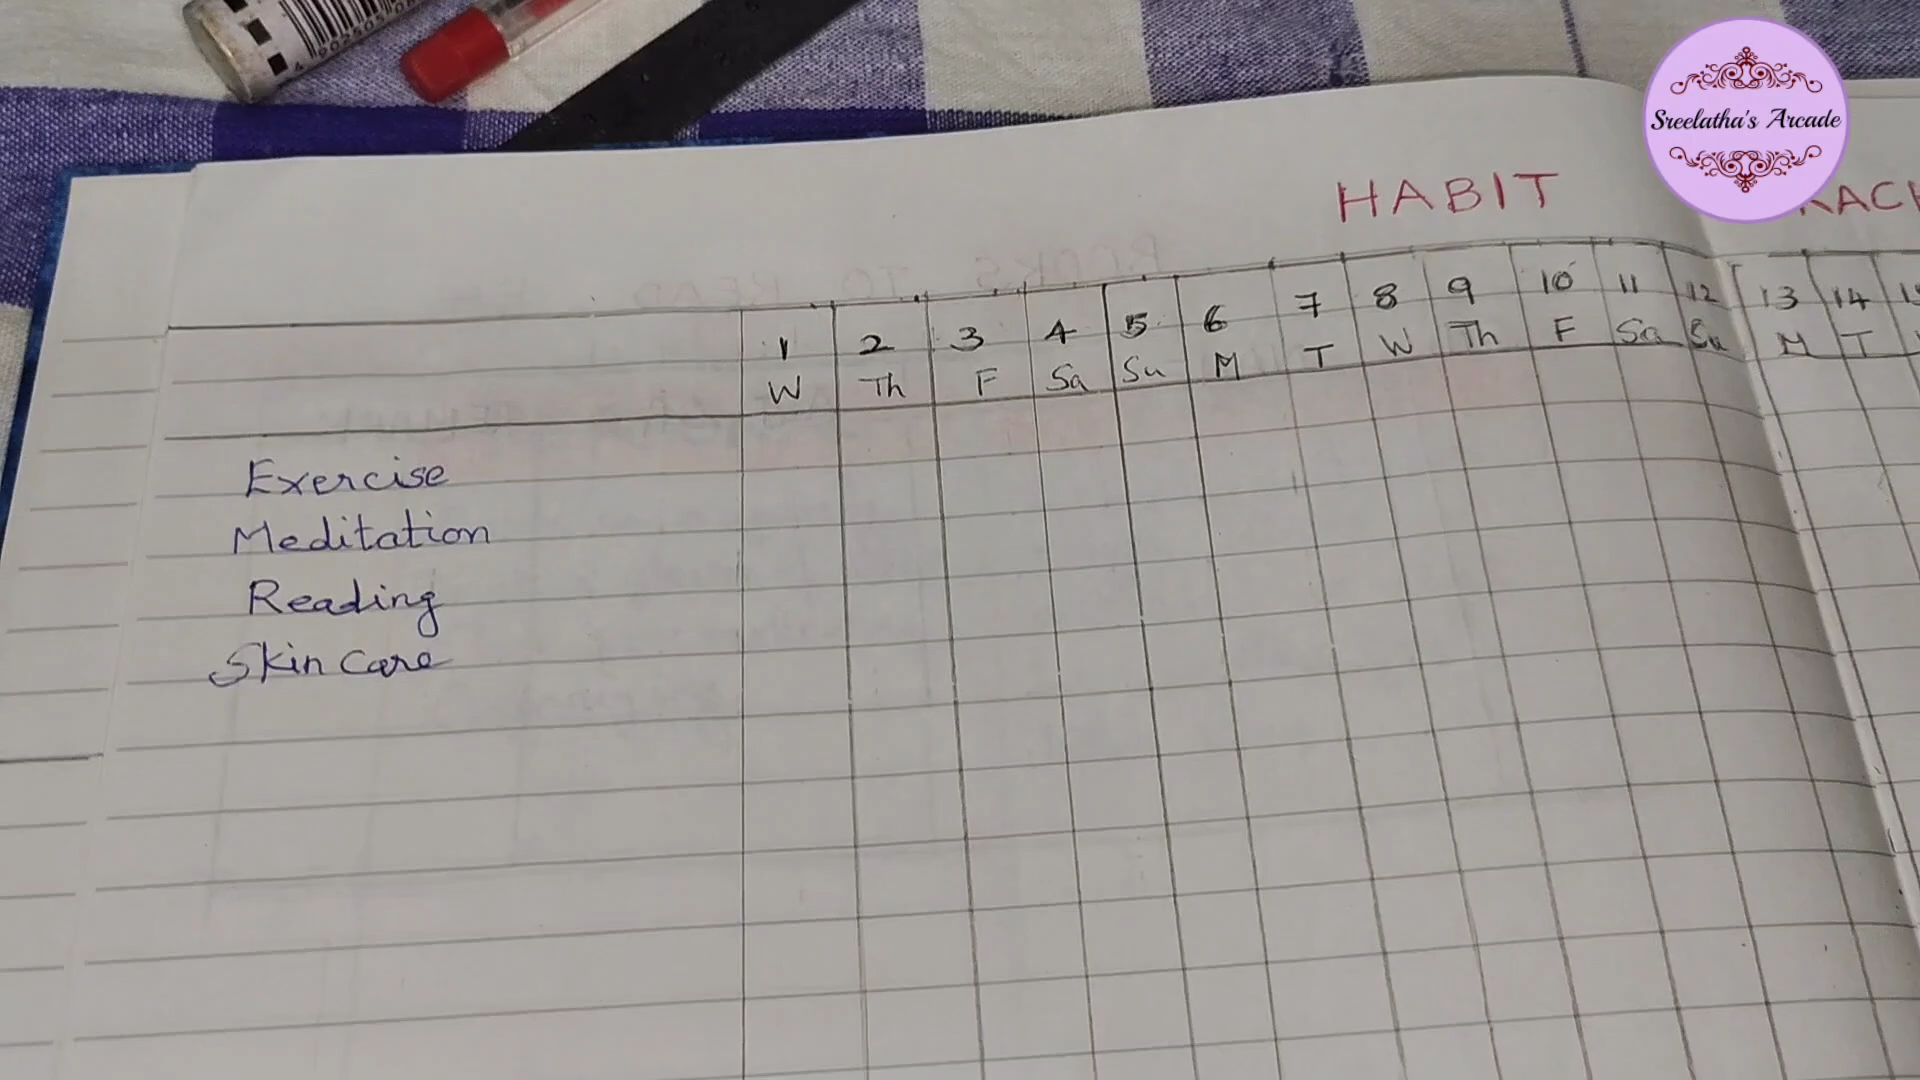 Sreelatha's Arcade
HABIT
1 2 3 4 5 6 7 8 9 10 11 12 13 14
W Th F Sa Su M T W Th F Sa Su M T
Exercise
Meditation
Reading
Skin Care